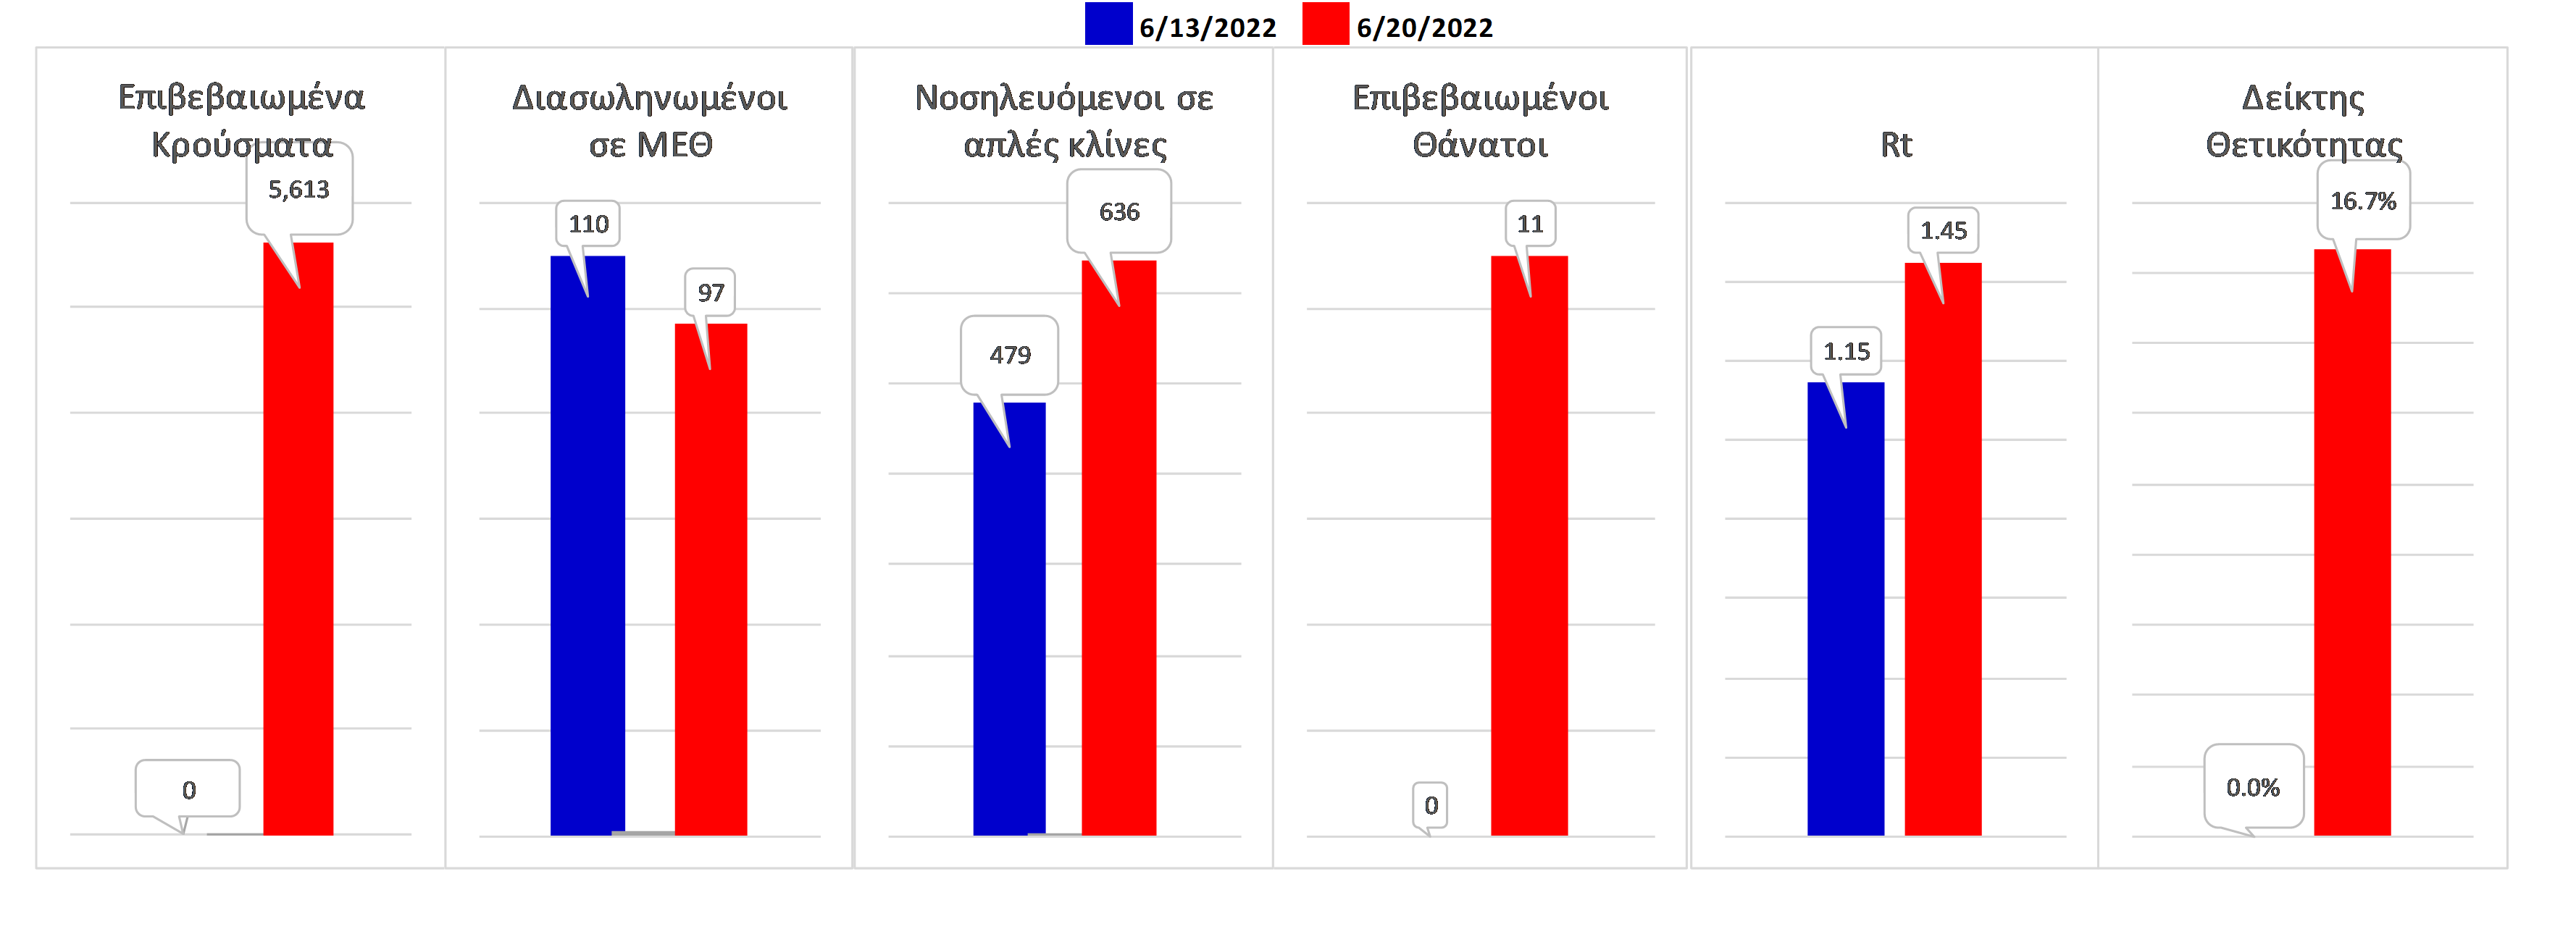 6/13/2022 6/20/2022
Επιβεβαιωμένα
Κρούσματα
5,613
0
Διασωληνωμένοι
σε ΜΕΘ
110
97
Νοσηλευόμενοι σε
απλές κλίνες
636
479
Επιβεβαιωμένοι
Θάνατοι
11
0
Rt
1.45
1.15
Δείκτης
Θετικότητας
16.7%
0.0%